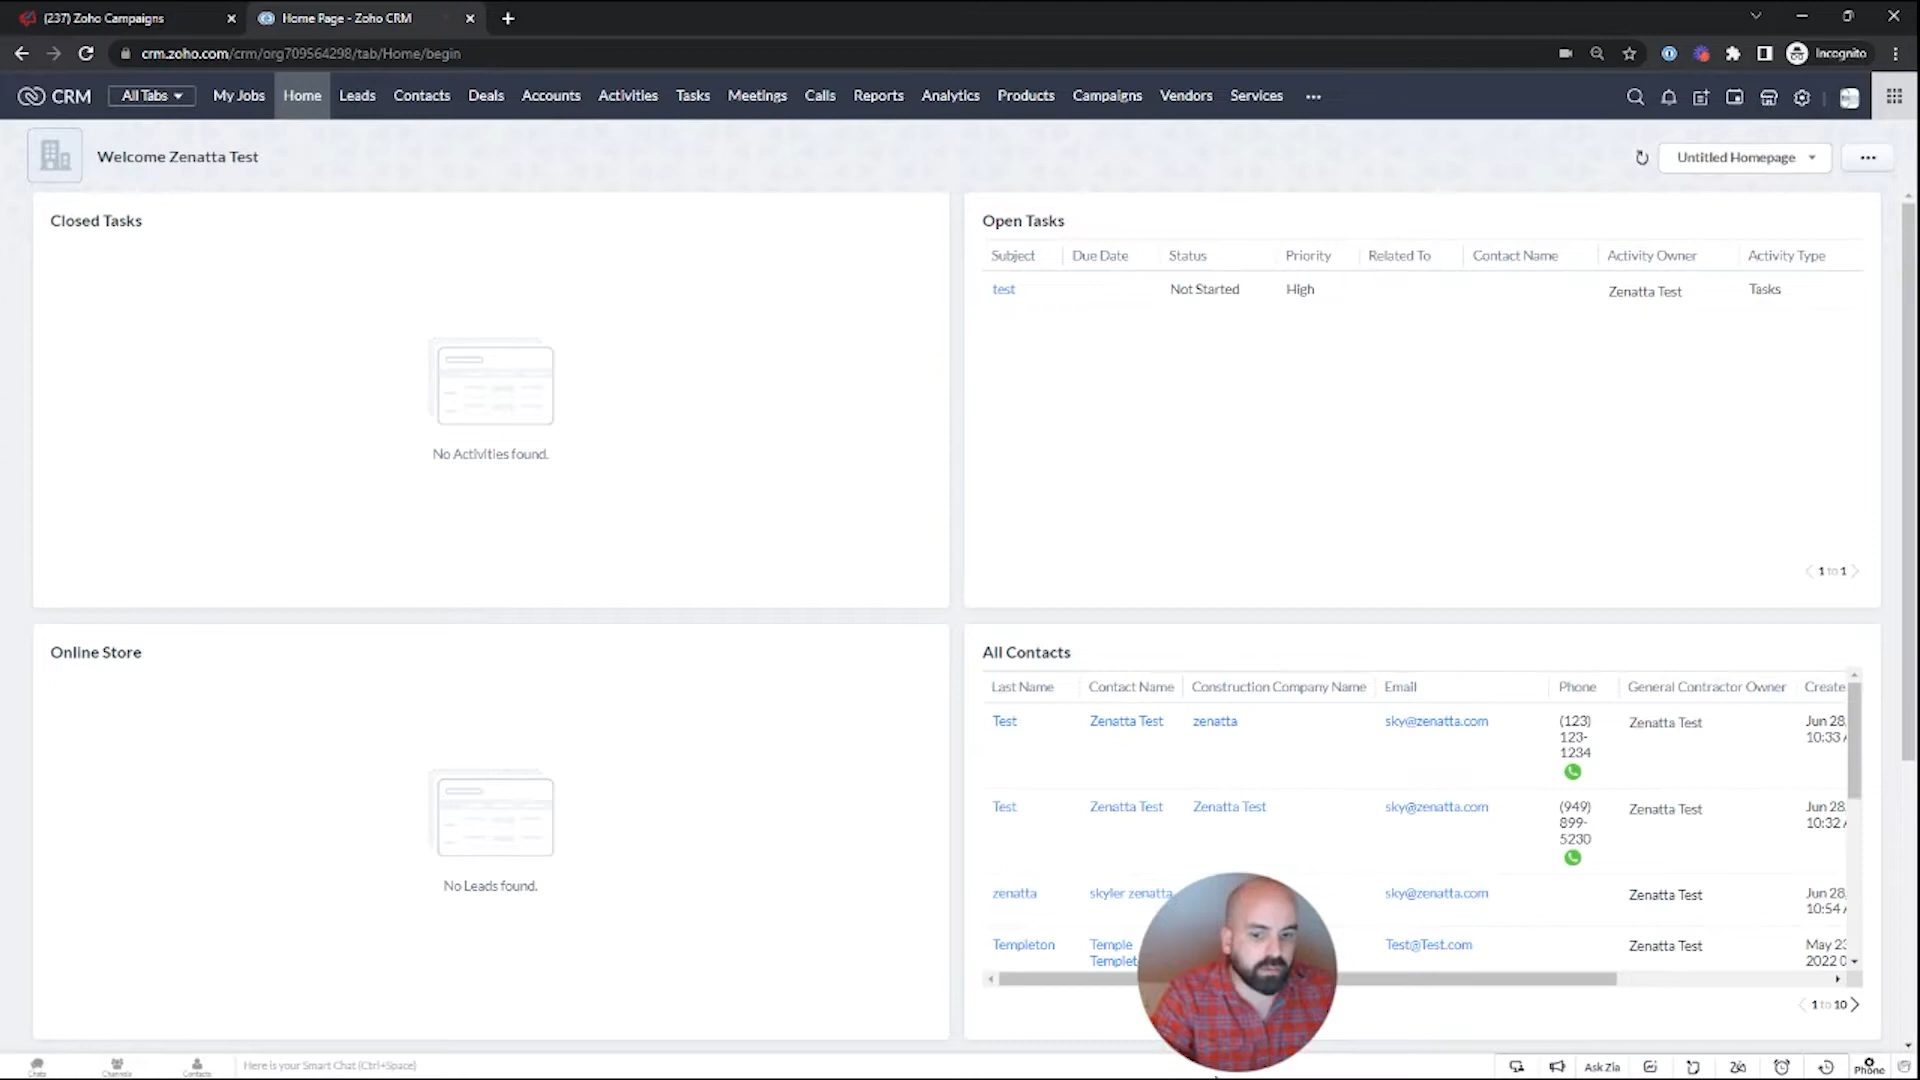 (237) Zoho Campaigns
Home Page - Zoho CRM
crm.zoho.com/crm/org709564298/tab/Home/begin
Incognito
CRM
All Tabs
My Jobs
Home
Leads
Contacts
Deals
Accounts
Activities
Tasks
Meetings
Calls
Reports
Analytics
Products
Campaigns
Vendors
Services
Welcome Zenatta Test
Untitled Homepage
Closed Tasks
No Activities found.
Open Tasks
Subject Due Date Status Priority Related To Contact Name Activity Owner Activity Type
test Not Started High Zenatta Test Tasks
1 to 1
Online Store
No Leads found.
All Contacts
Last Name Contact Name Construction Company Name Email Phone General Contractor Owner Create
Test Zenatta Test zenatta sky@zenatta.com (123) Zenatta Test Jun 28,
123- 10:33
1234
Test Zenatta Test Zenatta Test sky@zenatta.com (949) Zenatta Test Jun 28,
899- 10:32
5230
zenatta skyler zenatta sky@zenatta.com Zenatta Test Jun 28,
10:54
Templeton Temple Test@Test.com Zenatta Test May 23
Templet 2022 0
1 to 10
Chats
Channels
Contacts
Here is your Smart Chat (Ctrl+Space)
Ask Zia
Phone